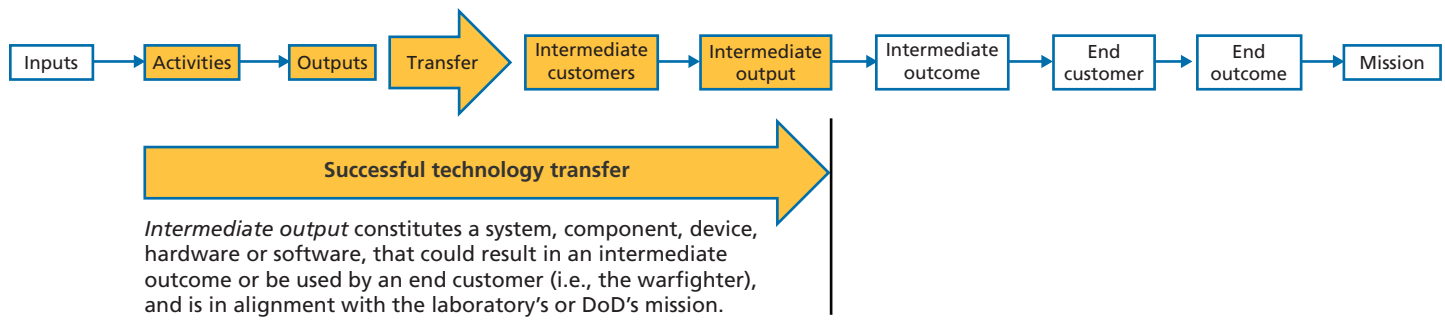 Inputs
Activities
Outputs
Transfer
Intermediate
customers
Intermediate
output
Intermediate
outcome
End
customer
End
outcome
Mission
Successful technology transfer
Intermediate output constitutes a system, component, device,
hardware or software, that could result in an intermediate
outcome or be used by an end customer (i.e., the warfighter),
and is in alignment with the laboratory’s or DoD’s mission.